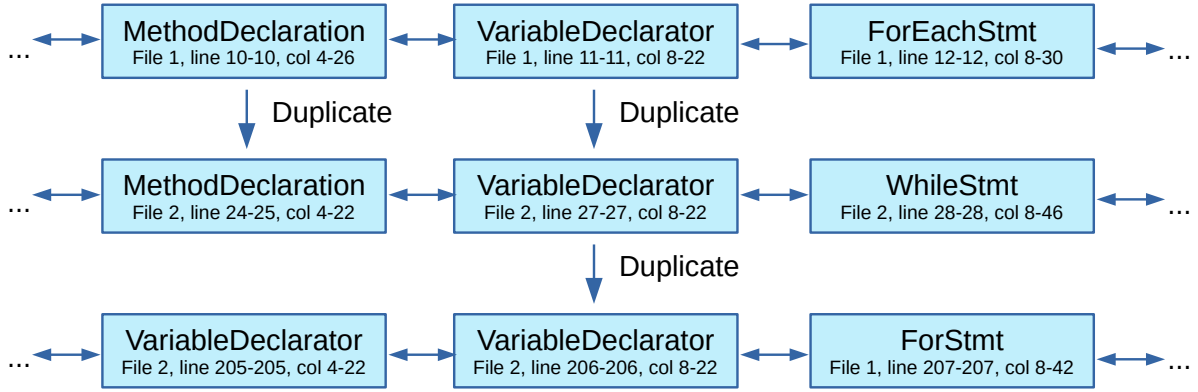 ... MethodDeclaration VariableDeclarator ForEachStmt ...
File 1, line 10-10, col 4-26 File 1, line 11-11, col 8-22 File 1, line 12-12, col 8-30
Duplicate Duplicate
... MethodDeclaration VariableDeclarator WhileStmt ...
File 2, line 24-25, col 4-22 File 2, line 27-27, col 8-22 File 2, line 28-28, col 8-46
Duplicate
... VariableDeclarator VariableDeclarator ForStmt ...
File 2, line 205-205, col 4-22 File 2, line 206-206, col 8-22 File 1, line 207-207, col 8-42